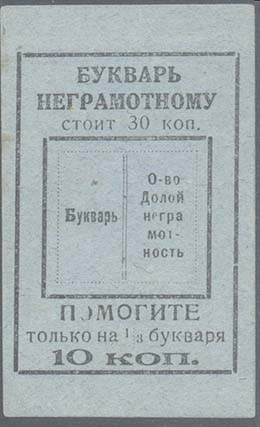 БУКВАРЬ
НЕГРАМОТНОМУ
стоит 30 коп.
Букварь
О-во
Долой
негра
мот-
ность
ПОМОГИТЕ
только на 1/3 букваря
10 КОП.